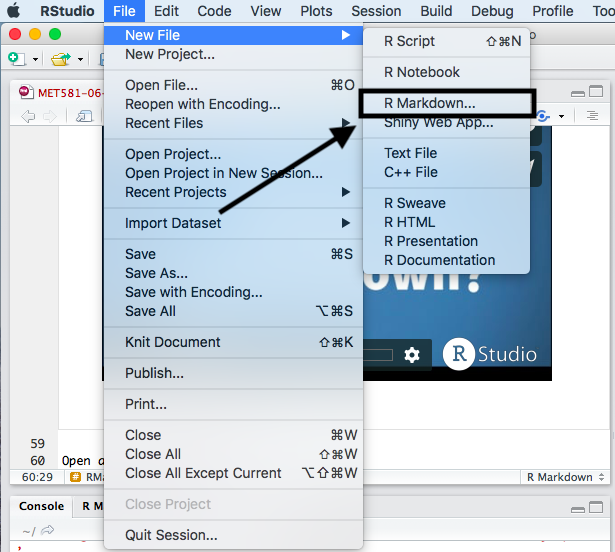 RStudio File Edit Code View Plots Session Build Debug Profile
New File
New Project...
Open File... ⌘O
Reopen with Encoding...
Recent Files
Open Project...
Open Project in New Session...
Recent Projects
Import Dataset
Save ⌘S
Save As...
Save with Encoding...
Save All ⌥⌘S
Knit Document ⇧⌘K
Publish...
Print...
Close ⌘W
Close All ⇧⌘W
Close All Except Current ⌥⇧⌘W
Close Project
Quit Session...
R Script ⇧⌘N
R Notebook
R Markdown...
Shiny Web App...
Text File
C++ File
R Sweave
R HTML
R Presentation
R Documentation
MET581-06-
R Studio
59
60 Open
60:29 R Markdown
Console
~/